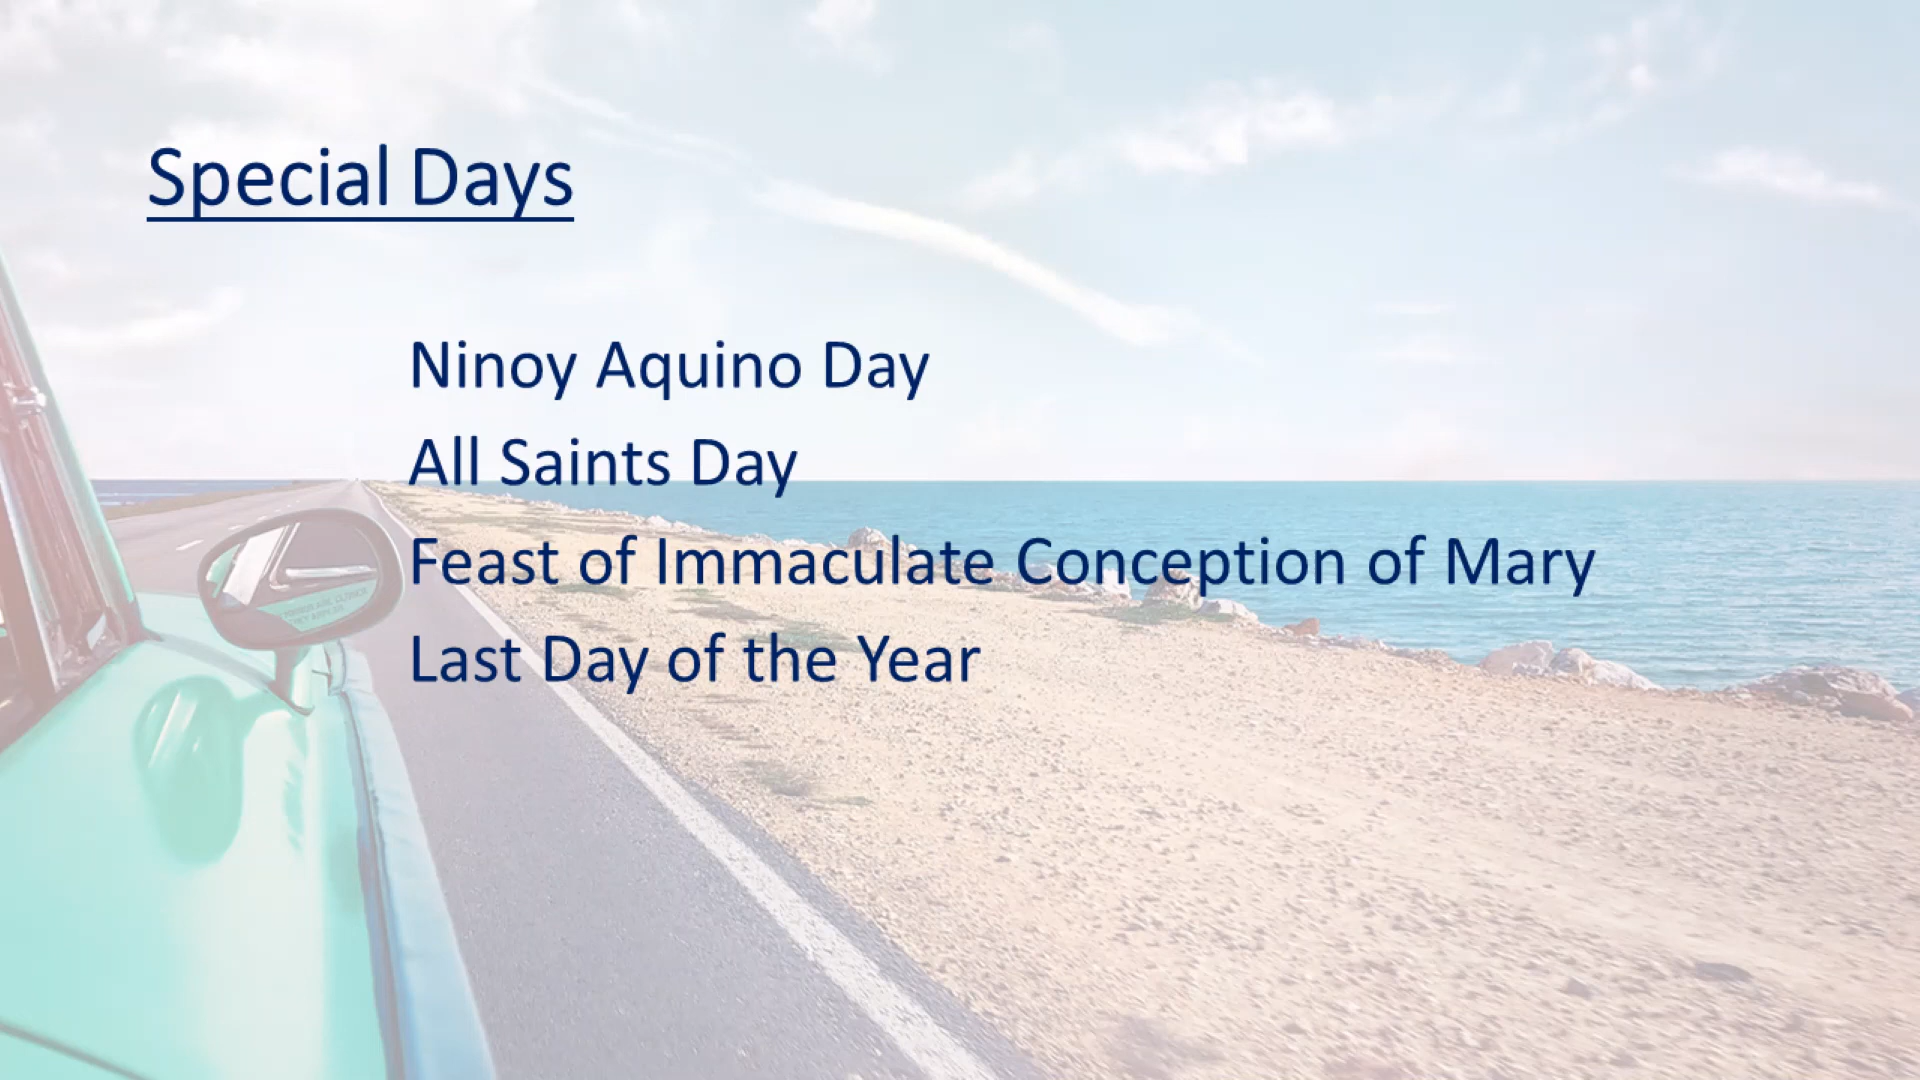 Special Days
Ninoy Aquino Day
All Saints Day
Feast of Immaculate Conception of Mary
Last Day of the Year